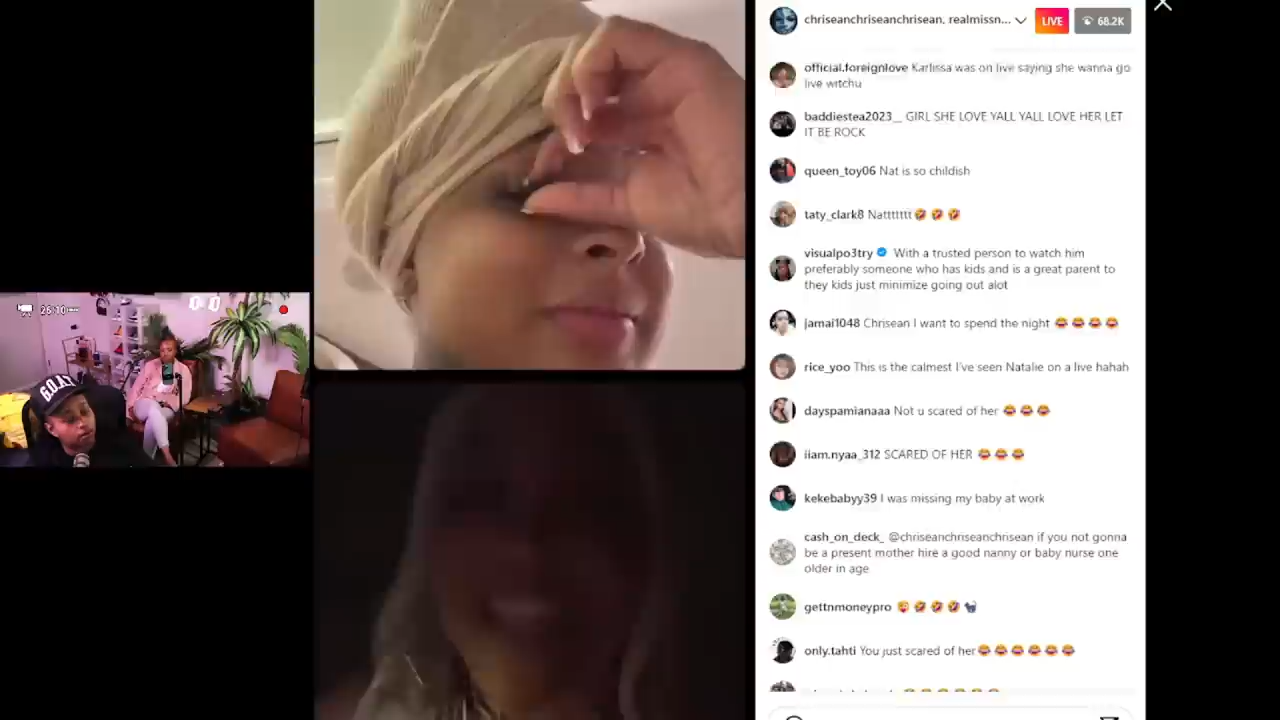 chriseanchriseanchrisean, realmissn...
LIVE
68.2K
official.foreignlove Karlissa was on live saying she wanna go
live witchu
baddiestea2023__ GIRL SHE LOVE YALL YALL LOVE HER LET
IT BE ROCK
queen_toy06 Nat is so childish
taty_clark8 Nattttttt🤣🤣🤣
visualpo3try With a trusted person to watch him
preferably someone who has kids and is a great parent to
they kids just minimize going out alot
jamai1048 Chrisean I want to spend the night 😂😂😂😂
rice_yoo This is the calmest I've seen Natalie on a live hahah
dayspamianaaa Not u scared of her 😂😂😂
iiam.nyaa_312 SCARED OF HER 😂😂😂
kekebabyy39 I was missing my baby at work
cash_on_deck_ @chriseanchriseanchrisean if you not gonna
be a present mother hire a good nanny or baby nurse one
older in age
gettnmoneypro 🤣🤣🤣🐈‍⬛
only.tahti You just scared of her😂😂😂😂😂😂
26:10
0 0
G.O.A.T